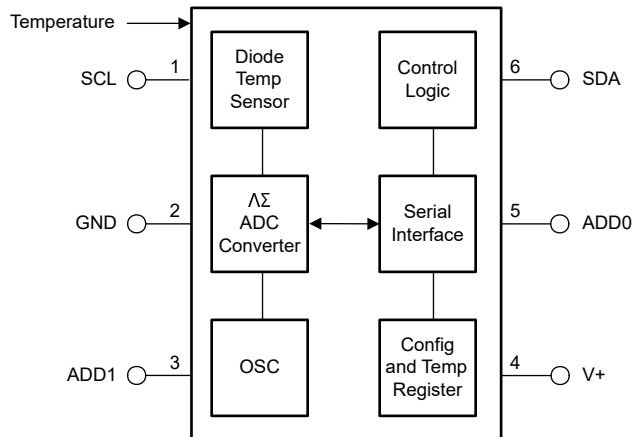 Temperature
Diode
Temp
Sensor
Control
Logic
SCL
1
6
SDA
ΛΣ
ADC
Converter
Serial
Interface
GND
2
5
ADD0
OSC
Config
and Temp
Register
ADD1
3
4
V+